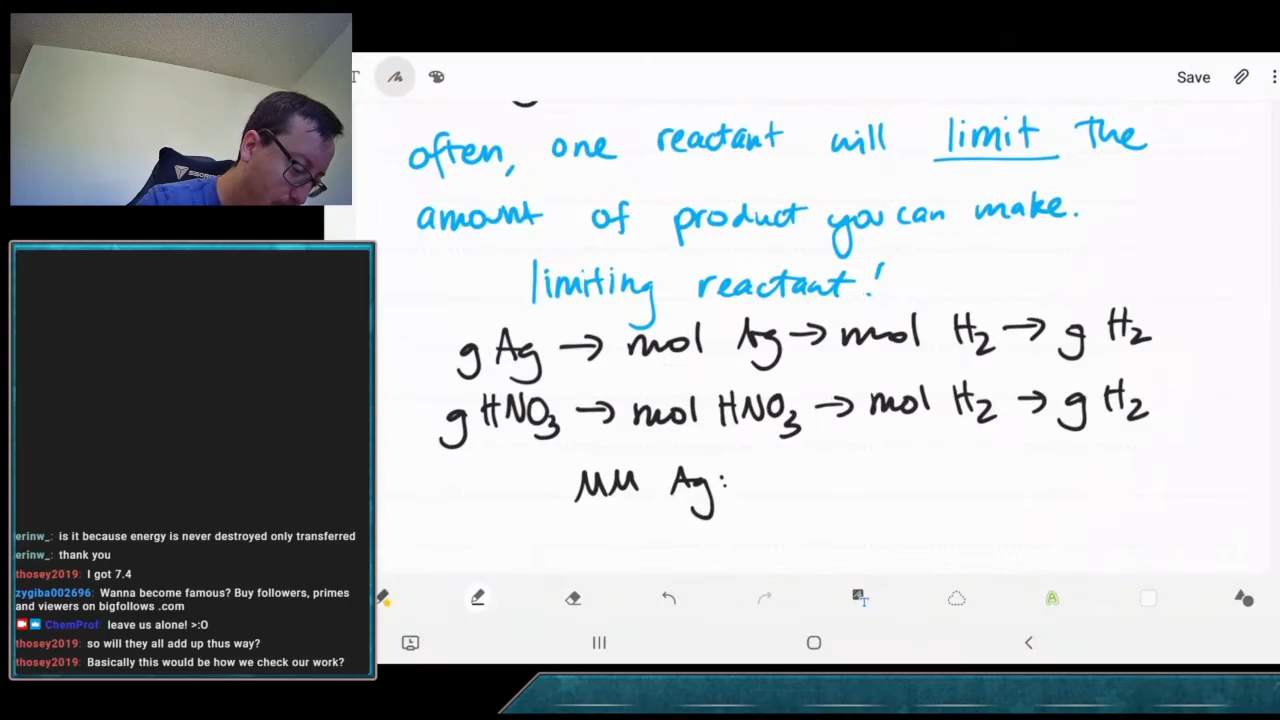 T
Save
often, one reactant will limit the
amount of product you can make.
limiting reactant!
g Ag → mol Ag → mol H2 → g H2
g HNO3 → mol HNO3 → mol H2 → g H2
MM Ag:
erinw_: is it because energy is never destroyed only transferred
erinw_: thank you
thosey2019: I got 7.4
zygiba002696: Wanna become famous? Buy followers, primes
and viewers on bigfollows .com
ChemProf: leave us alone! >:O
thosey2019: so will they all add up thus way?
thosey2019: Basically this would be how we check our work?